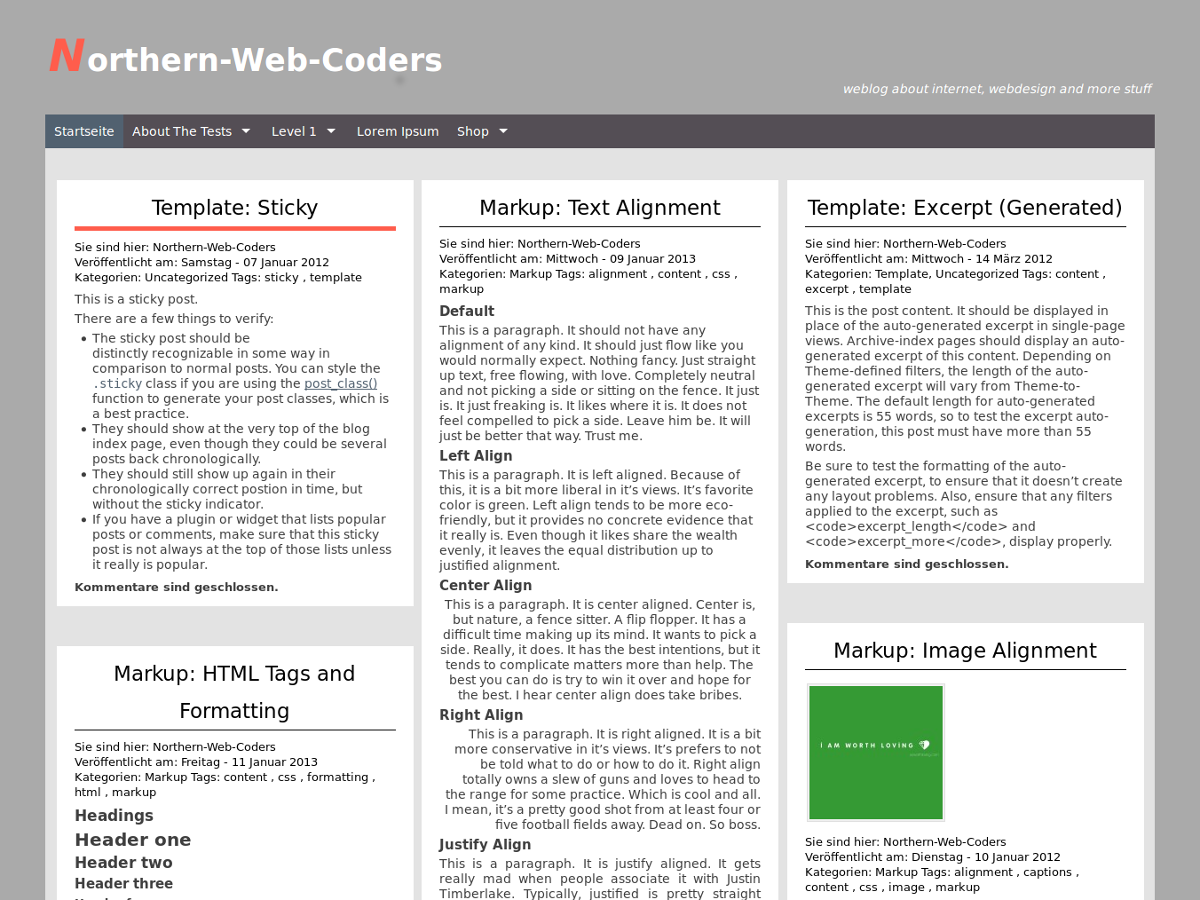 Northern-Web-Coders
weblog about internet, webdesign and more stuff
Startseite About The Tests Level 1 Lorem Ipsum Shop
Template: Sticky
Sie sind hier: Northern-Web-Coders
Veröffentlicht am: Samstag - 07 Januar 2012
Kategorien: Uncategorized Tags: sticky , template
This is a sticky post.
There are a few things to verify:
• The sticky post should be
distinctly recognizable in some way in
comparison to normal posts. You can style the
.sticky class if you are using the post_class()
function to generate your post classes, which is
a best practice.
• They should show at the very top of the blog
index page, even though they could be several
posts back chronologically.
• They should still show up again in their
chronologically correct postion in time, but
without the sticky indicator.
• If you have a plugin or widget that lists popular
posts or comments, make sure that this sticky
post is not always at the top of those lists unless
it really is popular.
Kommentare sind geschlossen.
Markup: HTML Tags and
Formatting
Sie sind hier: Northern-Web-Coders
Veröffentlicht am: Freitag - 11 Januar 2013
Kategorien: Markup Tags: content , css , formatting ,
html , markup
Headings
Header one
Header two
Header three
Markup: Text Alignment
Sie sind hier: Northern-Web-Coders
Veröffentlicht am: Mittwoch - 09 Januar 2013
Kategorien: Markup Tags: alignment , content , css ,
markup
Default
This is a paragraph. It should not have any
alignment of any kind. It should just flow like you
would normally expect. Nothing fancy. Just straight
up text, free flowing, with love. Completely neutral
and not picking a side or sitting on the fence. It just
is. It just freaking is. It likes where it is. It does not
feel compelled to pick a side. Leave him be. It will
just be better that way. Trust me.
Left Align
This is a paragraph. It is left aligned. Because of
this, it is a bit more liberal in it’s views. It’s favorite
color is green. Left align tends to be more eco-
friendly, but it provides no concrete evidence that
it really is. Even though it likes share the wealth
evenly, it leaves the equal distribution up to
justified alignment.
Center Align
This is a paragraph. It is center aligned. Center is,
but nature, a fence sitter. A flip flopper. It has a
difficult time making up its mind. It wants to pick a
side. Really, it does. It has the best intentions, but it
tends to complicate matters more than help. The
best you can do is try to win it over and hope for
the best. I hear center align does take bribes.
Right Align
This is a paragraph. It is right aligned. It is a bit
more conservative in it’s views. It’s prefers to not
be told what to do or how to do it. Right align
totally owns a slew of guns and loves to head to
the range for some practice. Which is cool and all.
I mean, it’s a pretty good shot from at least four or
five football fields away. Dead on. So boss.
Justify Align
This is a paragraph. It is justify aligned. It gets
really mad when people associate it with Justin
Timberlake. Typically, justified is pretty straight
Template: Excerpt (Generated)
Sie sind hier: Northern-Web-Coders
Veröffentlicht am: Mittwoch - 14 März 2012
Kategorien: Template, Uncategorized Tags: content ,
excerpt , template
This is the post content. It should be displayed in
place of the auto-generated excerpt in single-page
views. Archive-index pages should display an auto-
generated excerpt of this content. Depending on
Theme-defined filters, the length of the auto-
generated excerpt will vary from Theme-to-
Theme. The default length for auto-generated
excerpts is 55 words, so to test the excerpt auto-
generation, this post must have more than 55
words.
Be sure to test the formatting of the auto-
generated excerpt, to ensure that it doesn’t create
any layout problems. Also, ensure that any filters
applied to the excerpt, such as
<code>excerpt_length</code> and
<code>excerpt_more</code>, display properly.
Kommentare sind geschlossen.
Markup: Image Alignment
I AM WORTH LOVING
Sie sind hier: Northern-Web-Coders
Veröffentlicht am: Dienstag - 10 Januar 2012
Kategorien: Markup Tags: alignment , captions ,
content , css , image , markup